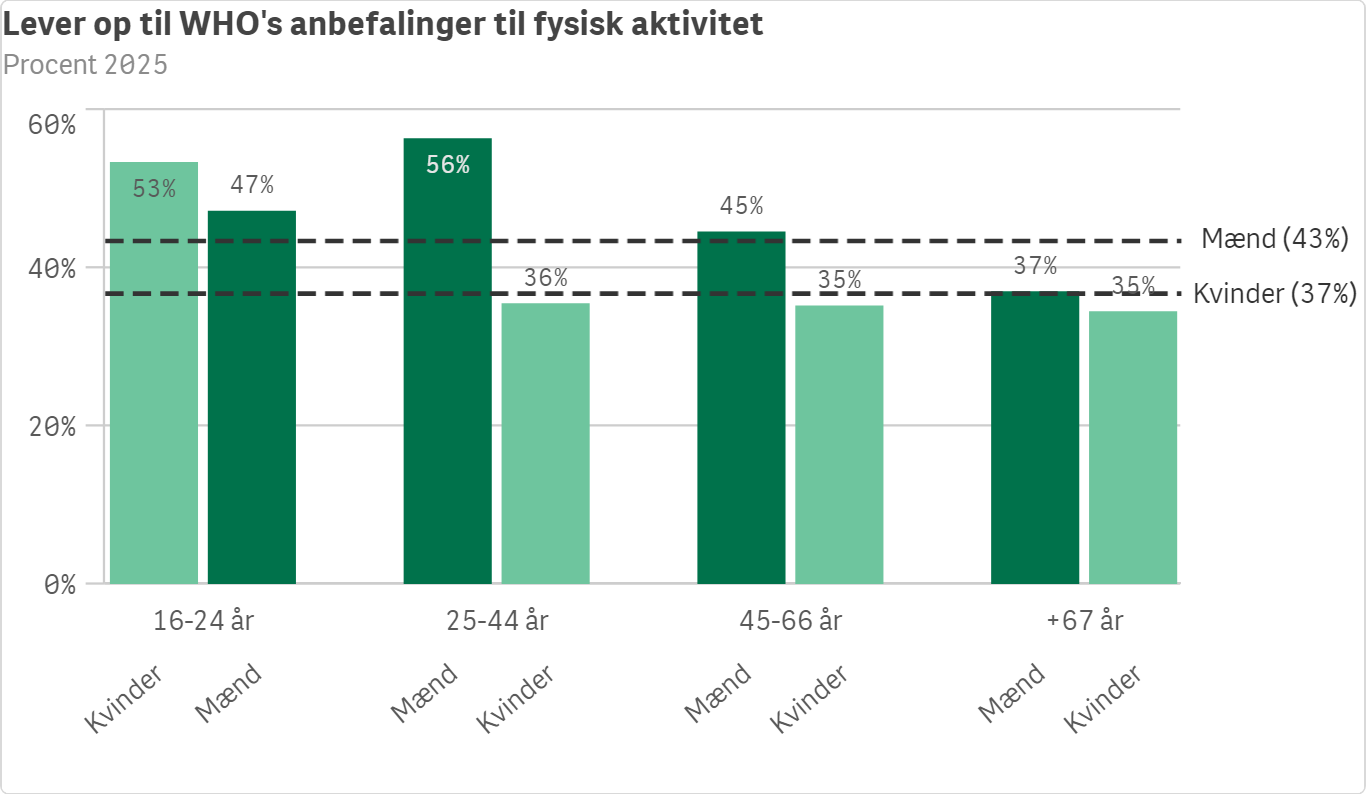 Lever op til WHO's anbefalinger til fysisk aktivitet
Procent 2025
60%
40%
20%
0%
53%
47%
56%
36%
45%
35%
37%
35%
Mænd (43%)
Kvinder (37%)
16-24 år
25-44 år
45-66 år
+67 år
Kvinder
Mænd
Mænd
Kvinder
Mænd
Kvinder
Mænd
Kvinder